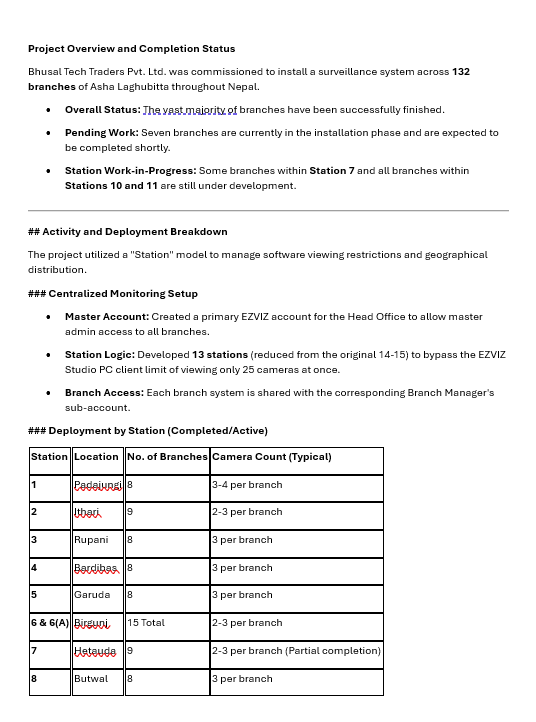 Project Overview and Completion Status
Bhusal Tech Traders Pvt. Ltd. was commissioned to install a surveillance system across 132
branches of Asha Laghubitta throughout Nepal.
• Overall Status: The vast majority of branches have been successfully finished.
• Pending Work: Seven branches are currently in the installation phase and are expected to
be completed shortly.
• Station Work-in-Progress: Some branches within Station 7 and all branches within
Stations 10 and 11 are still under development.
## Activity and Deployment Breakdown
The project utilized a "Station" model to manage software viewing restrictions and geographical
distribution.
### Centralized Monitoring Setup
• Master Account: Created a primary EZVIZ account for the Head Office to allow master
admin access to all branches.
• Station Logic: Developed 13 stations (reduced from the original 14-15) to bypass the EZVIZ
Studio PC client limit of viewing only 25 cameras at once.
• Branch Access: Each branch system is shared with the corresponding Branch Manager's
sub-account.
### Deployment by Station (Completed/Active)
Station Location No. of Branches Camera Count (Typical)
1 Padajungi 8 3-4 per branch
2 Ithari 9 2-3 per branch
3 Rupani 8 3 per branch
4 Bardibas 8 3 per branch
5 Garuda 8 3 per branch
6 & 6(A) Birgunj 15 Total 2-3 per branch
7 Hetauda 9 2-3 per branch (Partial completion)
8 Butwal 8 3 per branch